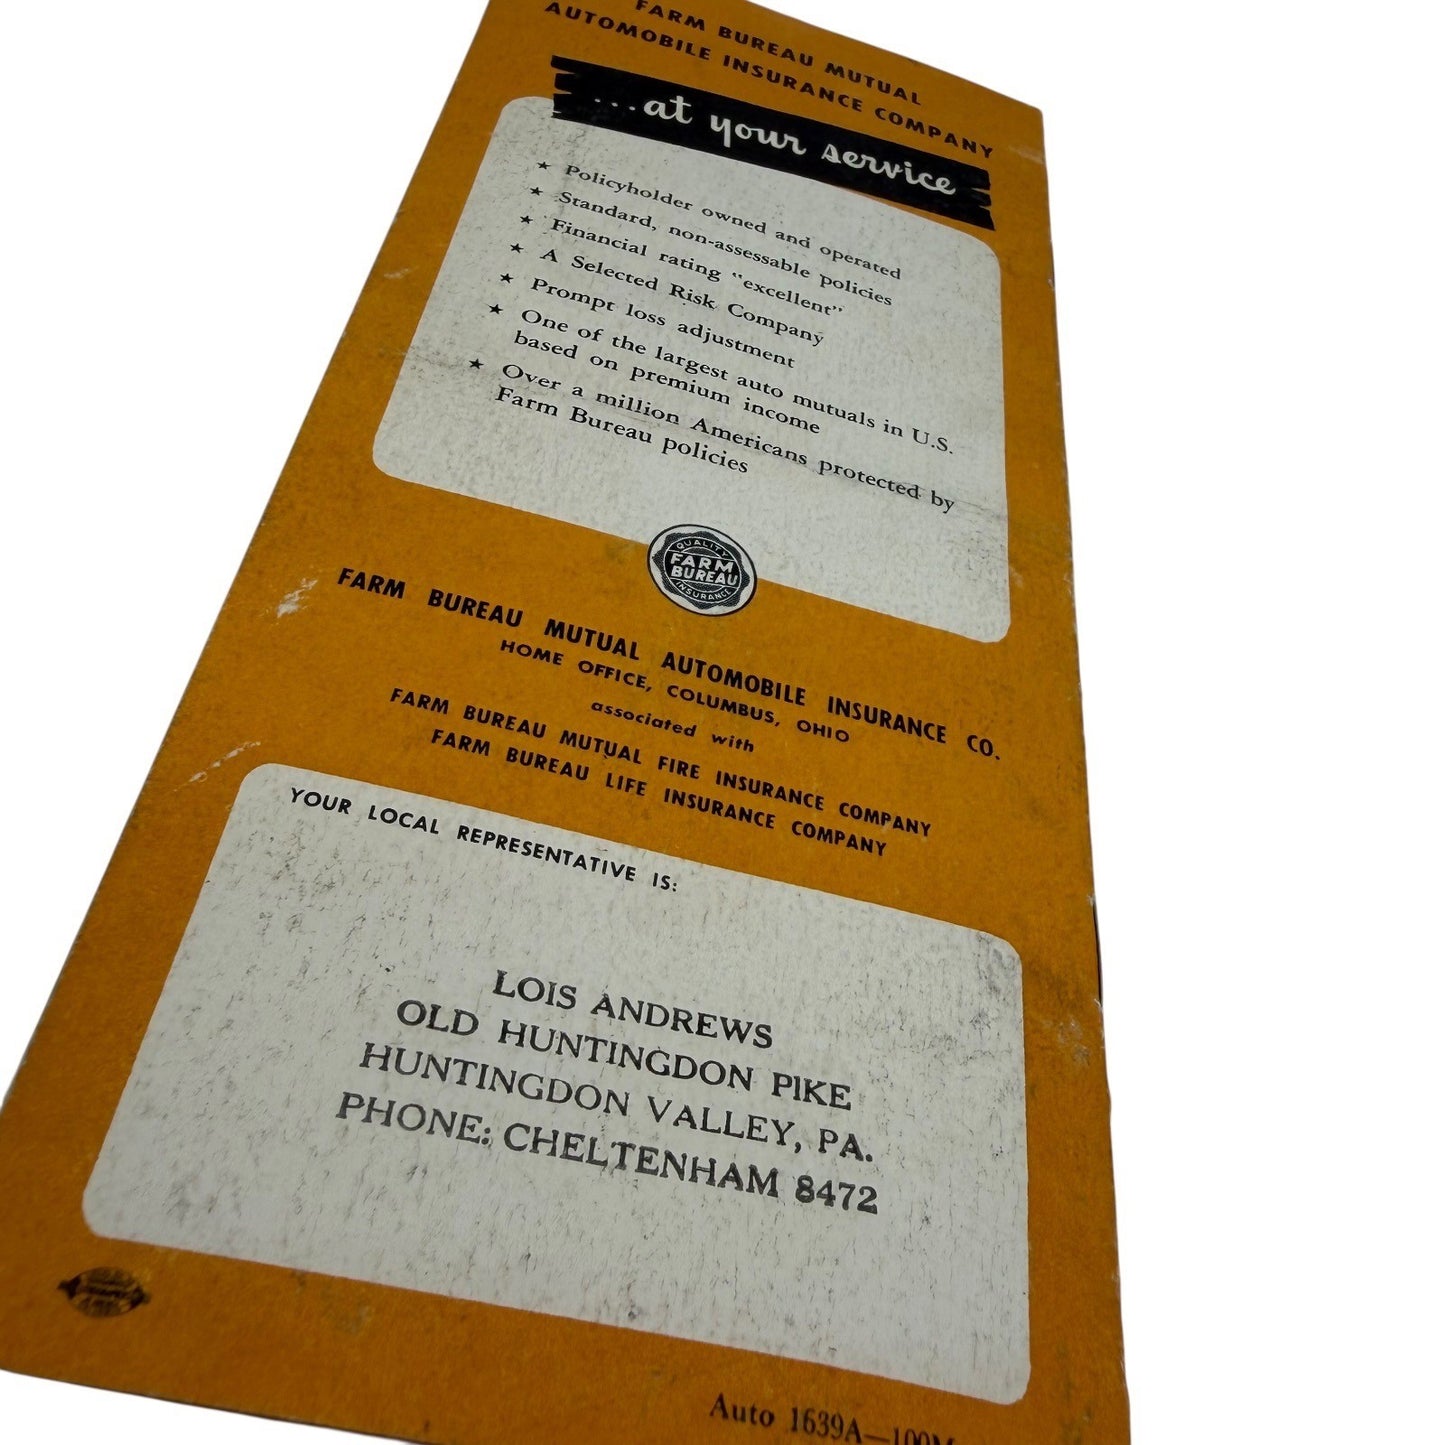 FARM BUREAU MUTUAL
AUTOMOBILE INSURANCE COMPANY
...at your service
★ Policyholder owned and operated
★ Standard, non-assessable policies
★ Financial rating "excellent"
★ A Selected Risk Company
★ Prompt loss adjustment
★ One of the largest auto mutuals in U.S.
based on premium income
★ Over a million Americans protected by
Farm Bureau policies
QUALITY
FARM
BUREAU
INSURANCE
FARM BUREAU MUTUAL AUTOMOBILE INSURANCE CO.
HOME OFFICE, COLUMBUS, OHIO
associated with
FARM BUREAU MUTUAL FIRE INSURANCE COMPANY
FARM BUREAU LIFE INSURANCE COMPANY
YOUR LOCAL REPRESENTATIVE IS:
LOIS ANDREWS
OLD HUNTINGDON PIKE
HUNTINGDON VALLEY, PA.
PHONE: CHELTENHAM 8472
Auto 1639A—100M